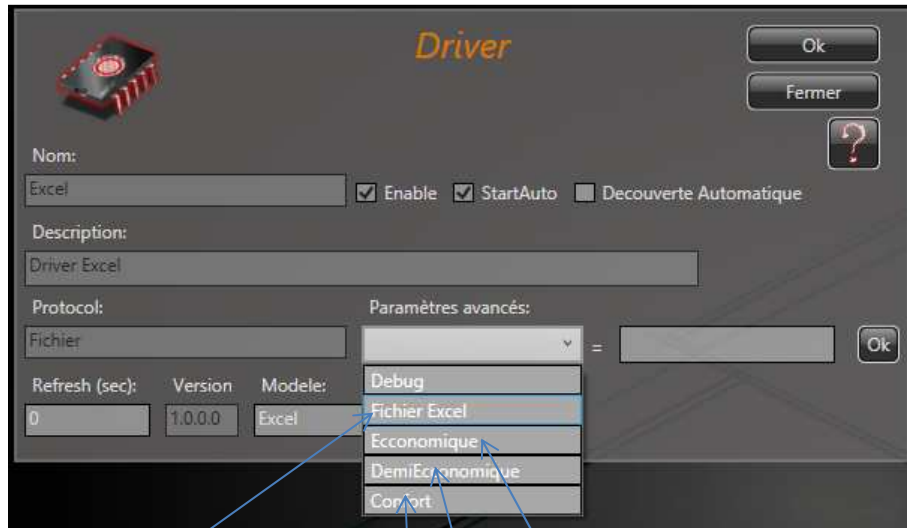 Driver
Ok
Fermer
?
Nom:
Excel
Enable StartAuto Decouverte Automatique
Description:
Driver Excel
Protocol: Paramètres avancés:
Fichier = Ok
Refresh (sec): Version Modele:
0 1.0.0.0 Excel
Debug
Fichier Excel
Ecconomique
DemiEcconomique
Confort